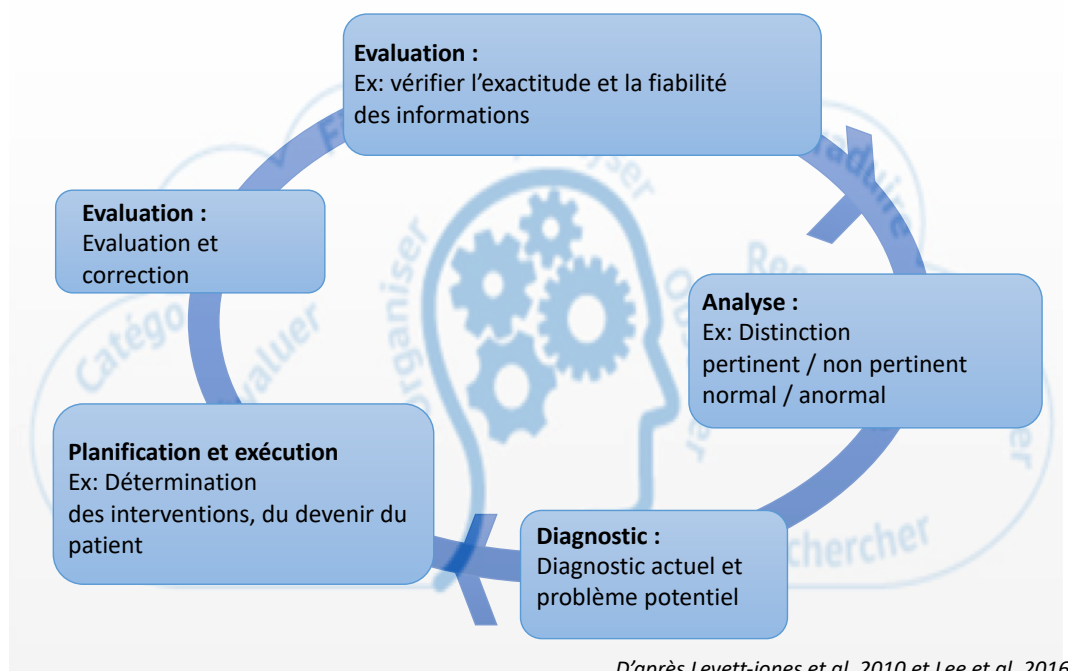 Evaluation :
Ex: vérifier l’exactitude et la fiabilité
des informations
Evaluation :
Evaluation et
correction
Analyse :
Ex: Distinction
pertinent / non pertinent
normal / anormal
Planification et exécution
Ex: Détermination
des interventions, du devenir du
patient
Diagnostic :
Diagnostic actuel et
problème potentiel
organiser
D’après Levett-jones et al, 2010 et Lee et al, 2016